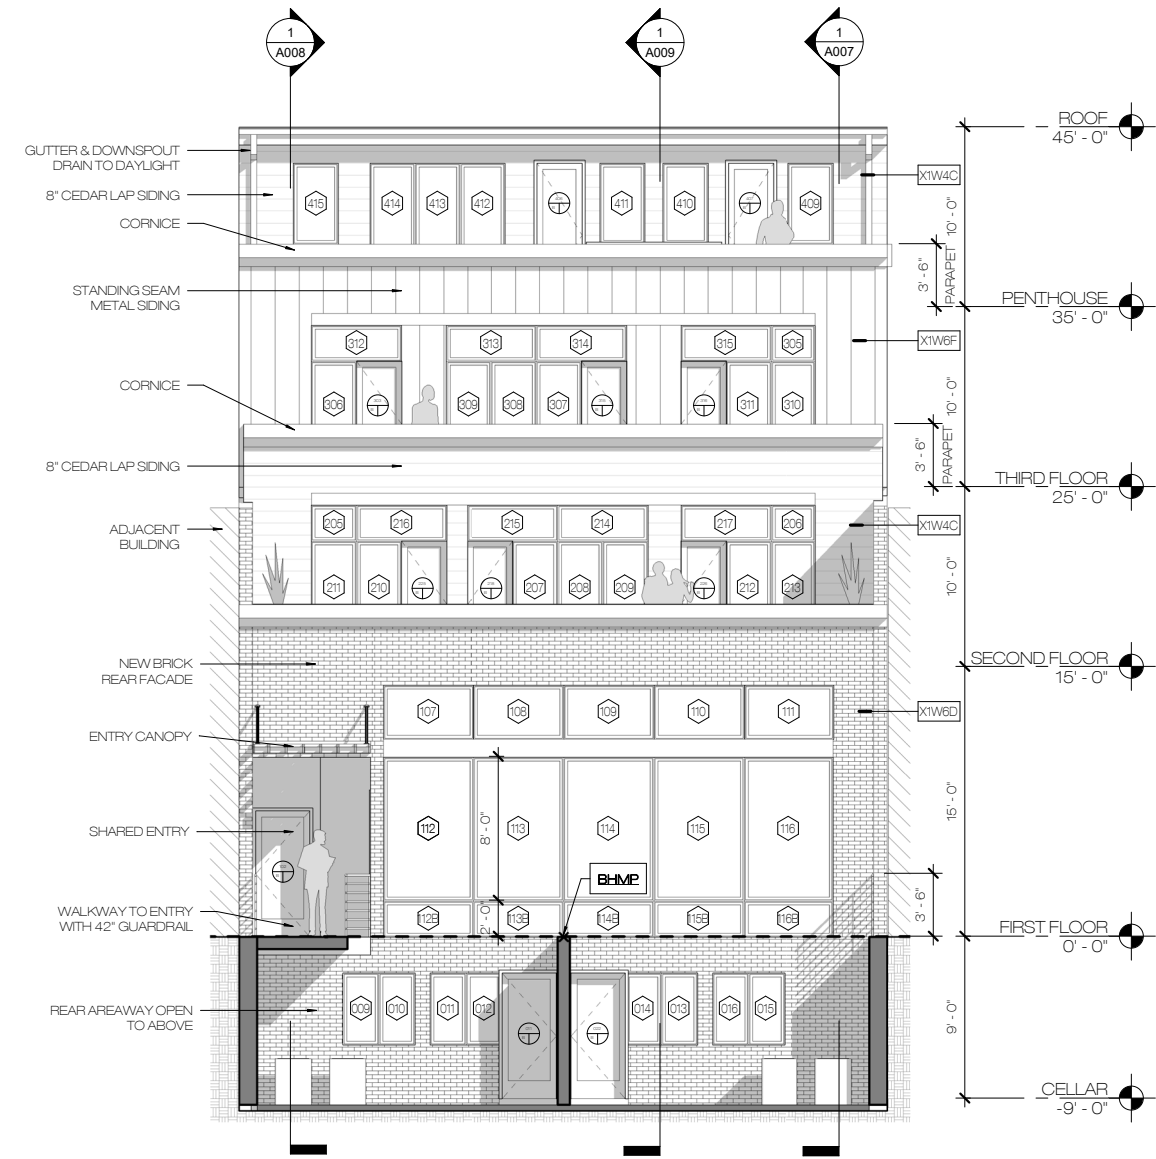 1
A008
1
A009
1
A007
ROOF
45' - 0"
GUTTER & DOWNSPOUT
DRAIN TO DAYLIGHT
8" CEDAR LAP SIDING
CORNICE
415
414
413
412
411
410
409
X1W4C
10' - 0"
3' - 6"
PARAPET
STANDING SEAM
METAL SIDING
PENTHOUSE
35' - 0"
312
313
314
315
305
X1W6F
306
309
308
307
311
310
CORNICE
10' - 0"
3' - 6"
PARAPET
8" CEDAR LAP SIDING
THIRD FLOOR
25' - 0"
ADJACENT
BUILDING
205
216
215
214
217
206
X1W4C
211
210
207
208
209
212
213
10' - 0"
NEW BRICK
REAR FACADE
SECOND FLOOR
15' - 0"
107
108
109
110
111
X1W6D
ENTRY CANOPY
SHARED ENTRY
112
113
114
115
116
8' - 0"
15' - 0"
BHMP
WALKWAY TO ENTRY
WITH 42" GUARDRAIL
112B
113B
114B
115B
116B
2' - 0"
3' - 6"
FIRST FLOOR
0' - 0"
REAR AREAWAY OPEN
TO ABOVE
009
010
011
012
014
013
016
015
9' - 0"
CELLAR
-9' - 0"